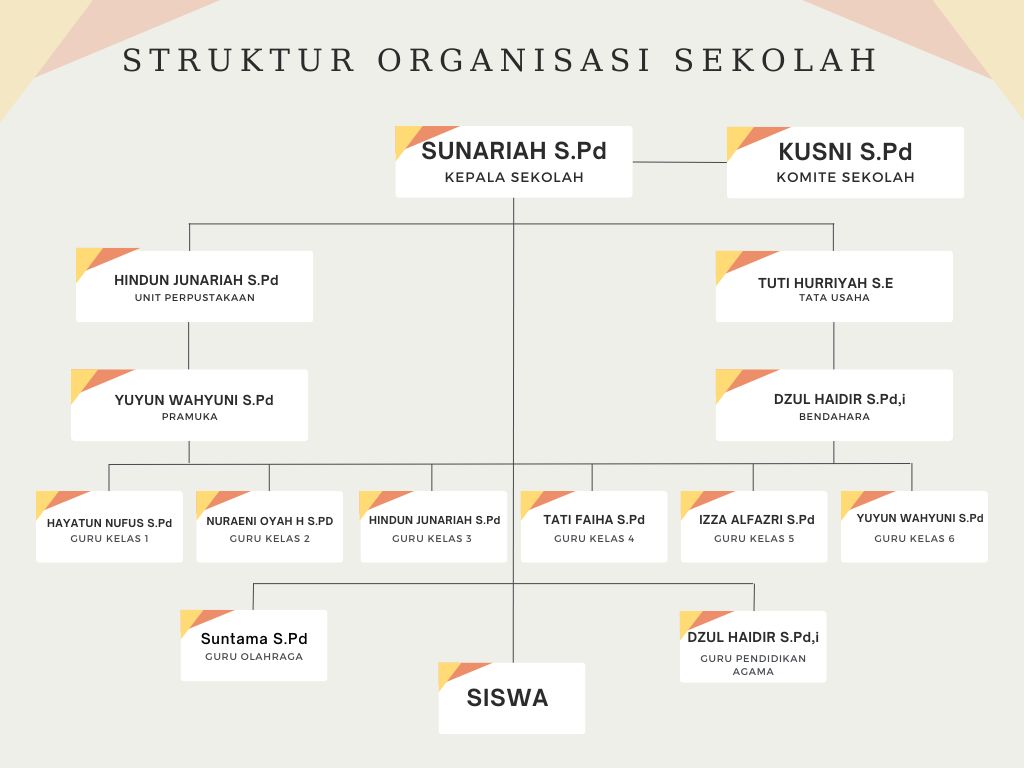 STRUKTUR ORGANISASI SEKOLAH
SUNARIAH S.Pd
KEPALA SEKOLAH
KUSNI S.Pd
KOMITE SEKOLAH
HINDUN JUNARIAH S.Pd
UNIT PERPUSTAKAAN
TUTI HURRIYAH S.E
TATA USAHA
YUYUN WAHYUNI S.Pd
PRAMUKA
DZUL HAIDIR S.Pd,i
BENDAHARA
HAYATUN NUFUS S.Pd
GURU KELAS 1
NURAENI OYAH H S.PD
GURU KELAS 2
HINDUN JUNARIAH S.Pd
GURU KELAS 3
TATI FAIHA S.Pd
GURU KELAS 4
IZZA ALFAZRI S.Pd
GURU KELAS 5
YUYUN WAHYUNI S.Pd
GURU KELAS 6
Suntama S.Pd
GURU OLAHRAGA
DZUL HAIDIR S.Pd,i
GURU PENDIDIKAN
AGAMA
SISWA